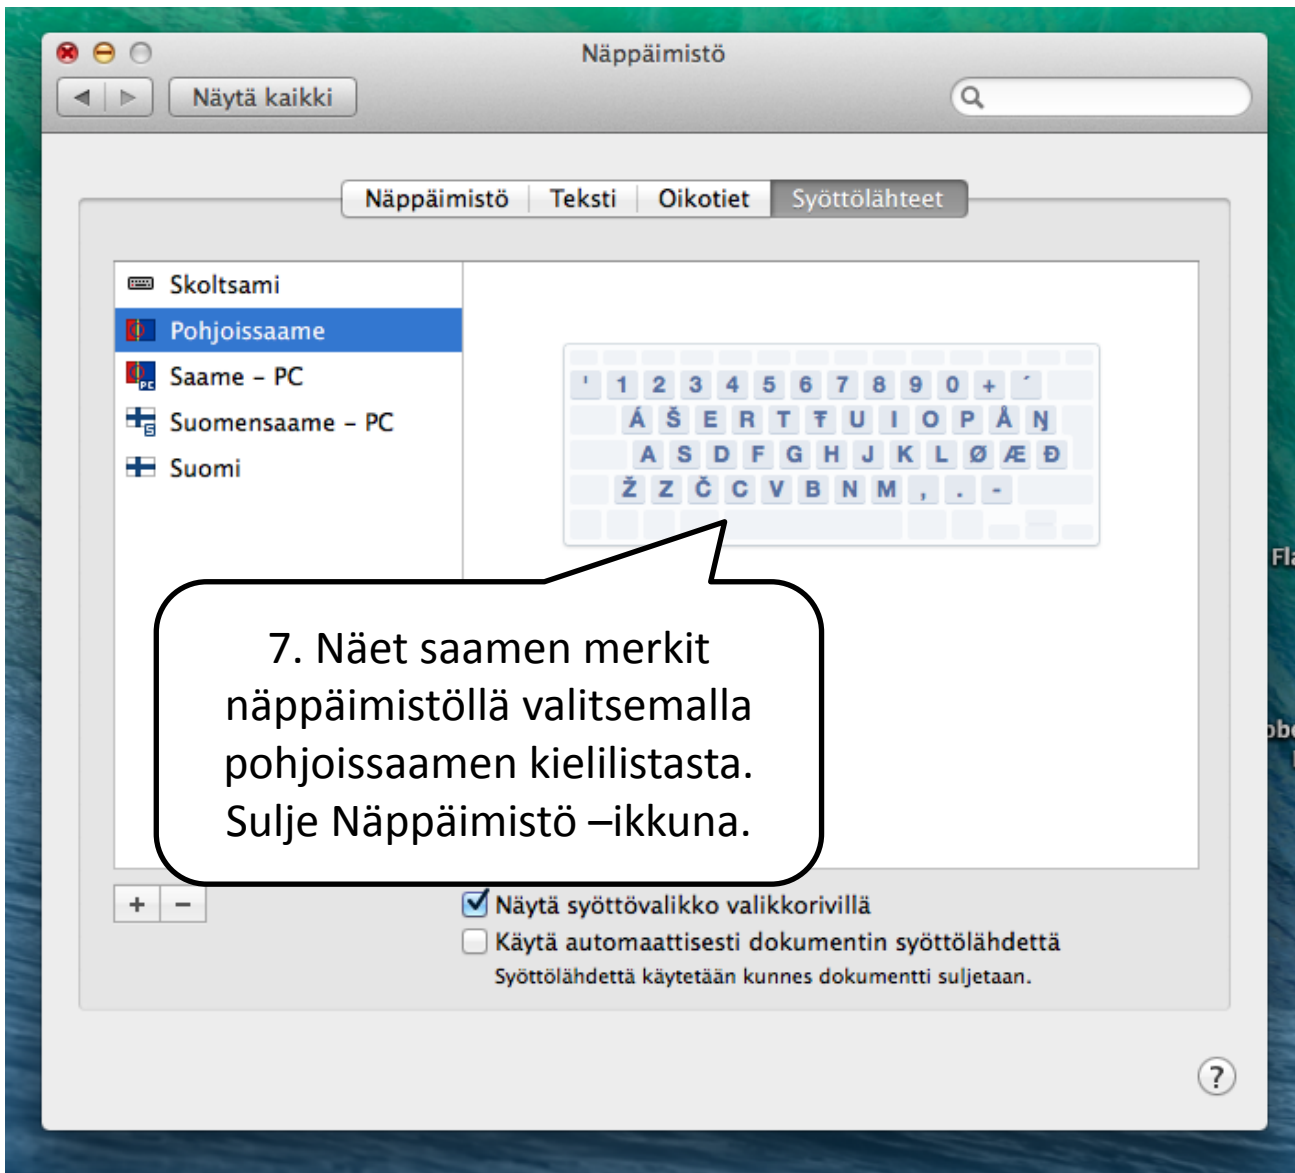 Näppäimistö
Näytä kaikki
Näppäimistö Teksti Oikotiet Syöttölähteet
Skoltsami
Pohjoissaame
Saame – PC
Suomensaame – PC
Suomi
' 1 2 3 4 5 6 7 8 9 0 + ´
Á Š E R T Ŧ U I O P Å Ŋ
A S D F G H J K L Ø Æ Đ
Ž Z Č C V B N M , . -
7. Näet saamen merkit
näppäimistöllä valitsemalla
pohjoissaamen kielilistasta.
Sulje Näppäimistö –ikkuna.
+ −
Näytä syöttövalikko valikkorivillä
Käytä automaattisesti dokumentin syöttölähdettä
Syöttölähdettä käytetään kunnes dokumentti suljetaan.
?